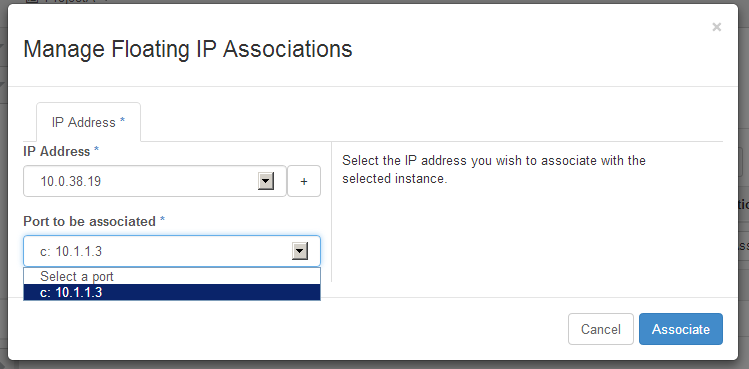 ×
Manage Floating IP Associations
IP Address *
IP Address *
10.0.38.19
+
Select the IP address you wish to associate with the
selected instance.
Port to be associated *
c: 10.1.1.3
Select a port
c: 10.1.1.3
Cancel
Associate